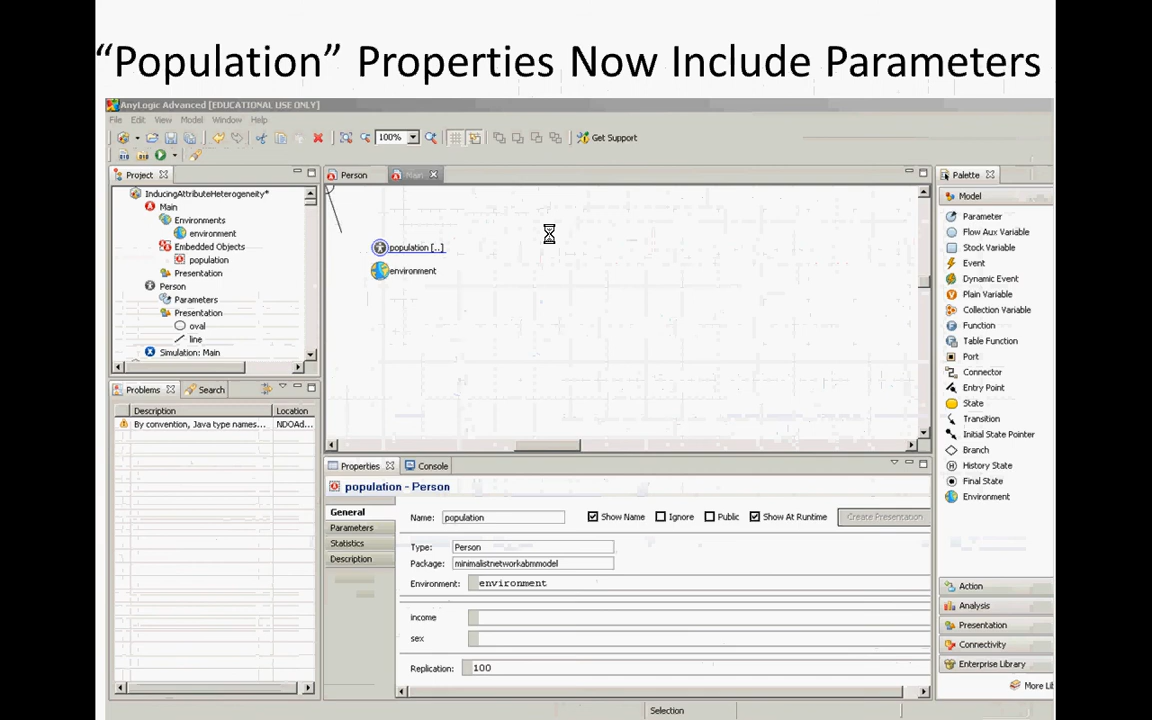 “Population” Properties Now Include Parameters
AnyLogic Advanced [EDUCATIONAL USE ONLY]
File Edit View Model Window Help
100% Get Support
Project
InducingAttributeHeterogeneity*
Main
Environments
environment
Embedded Objects
population
Presentation
Person
Parameters
Presentation
oval
line
Simulation: Main
Problems Search
Description Location
By convention, Java type names... NDOAd...
Person Main
population [..]
environment
Properties Console
population - Person
General
Parameters
Statistics
Description
Name: population Show Name Ignore Public Show At Runtime Create Presentation
Type: Person
Package: minimalistnetworkabmmodel
Environment: environment
income
sex
Replication: 100
Palette
Model
Parameter
Flow Aux Variable
Stock Variable
Event
Dynamic Event
Plain Variable
Collection Variable
Function
Table Function
Port
Connector
Entry Point
State
Transition
Initial State Pointer
Branch
History State
Final State
Environment
Action
Analysis
Presentation
Connectivity
Enterprise Library
More Lib
Selection